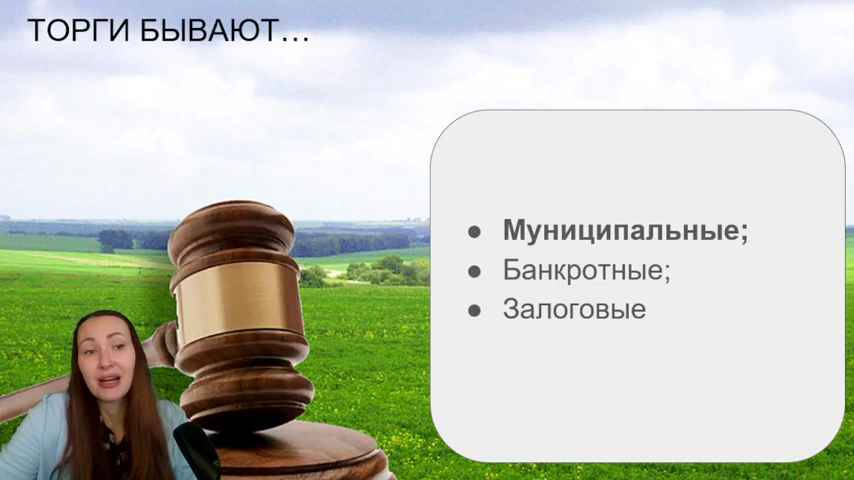 ТОРГИ БЫВАЮТ…
● Муниципальные;
● Банкротные;
● Залоговые